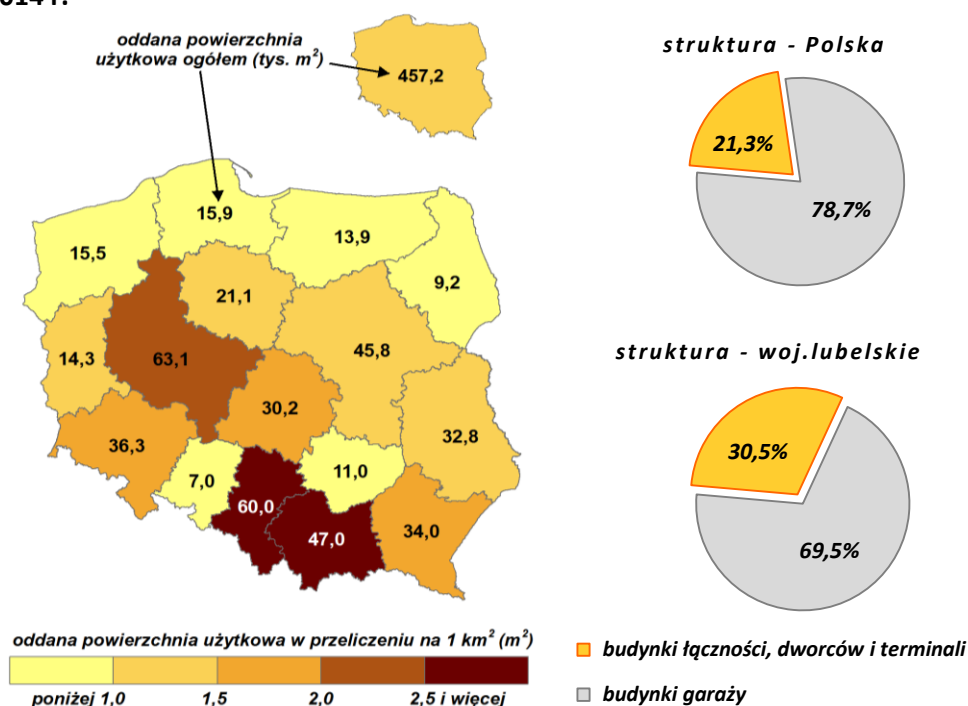 oddana powierzchnia
użytkowa ogółem (tys. m²)
457,2
15,9
15,5
13,9
9,2
21,1
14,3
63,1
45,8
30,2
36,3
32,8
7,0
11,0
60,0
47,0
34,0
oddana powierzchnia użytkowa w przeliczeniu na 1 km² (m²)
poniżej 1,0 1,5 2,0 2,5 i więcej
struktura - Polska
21,3%
78,7%
struktura - woj.lubelskie
30,5%
69,5%
budynki łączności, dworców i terminali
budynki garaży